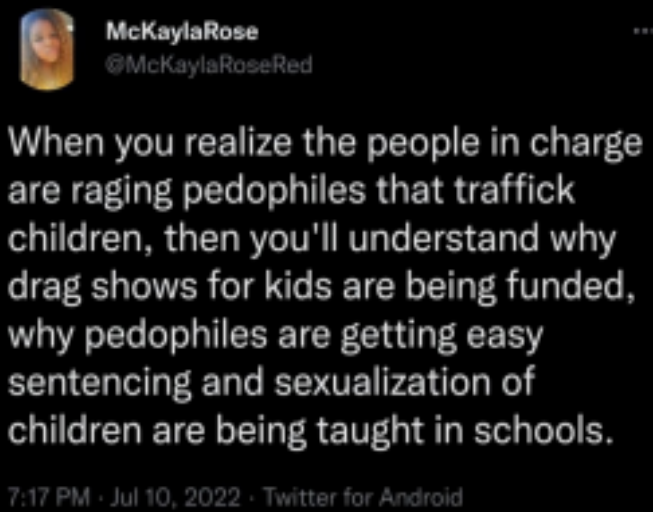 McKaylaRose
@McKaylaRoseRed
When you realize the people in charge
are raging pedophiles that traffick
children, then you'll understand why
drag shows for kids are being funded,
why pedophiles are getting easy
sentencing and sexualization of
children are being taught in schools.
7:17 PM · Jul 10, 2022 · Twitter for Android